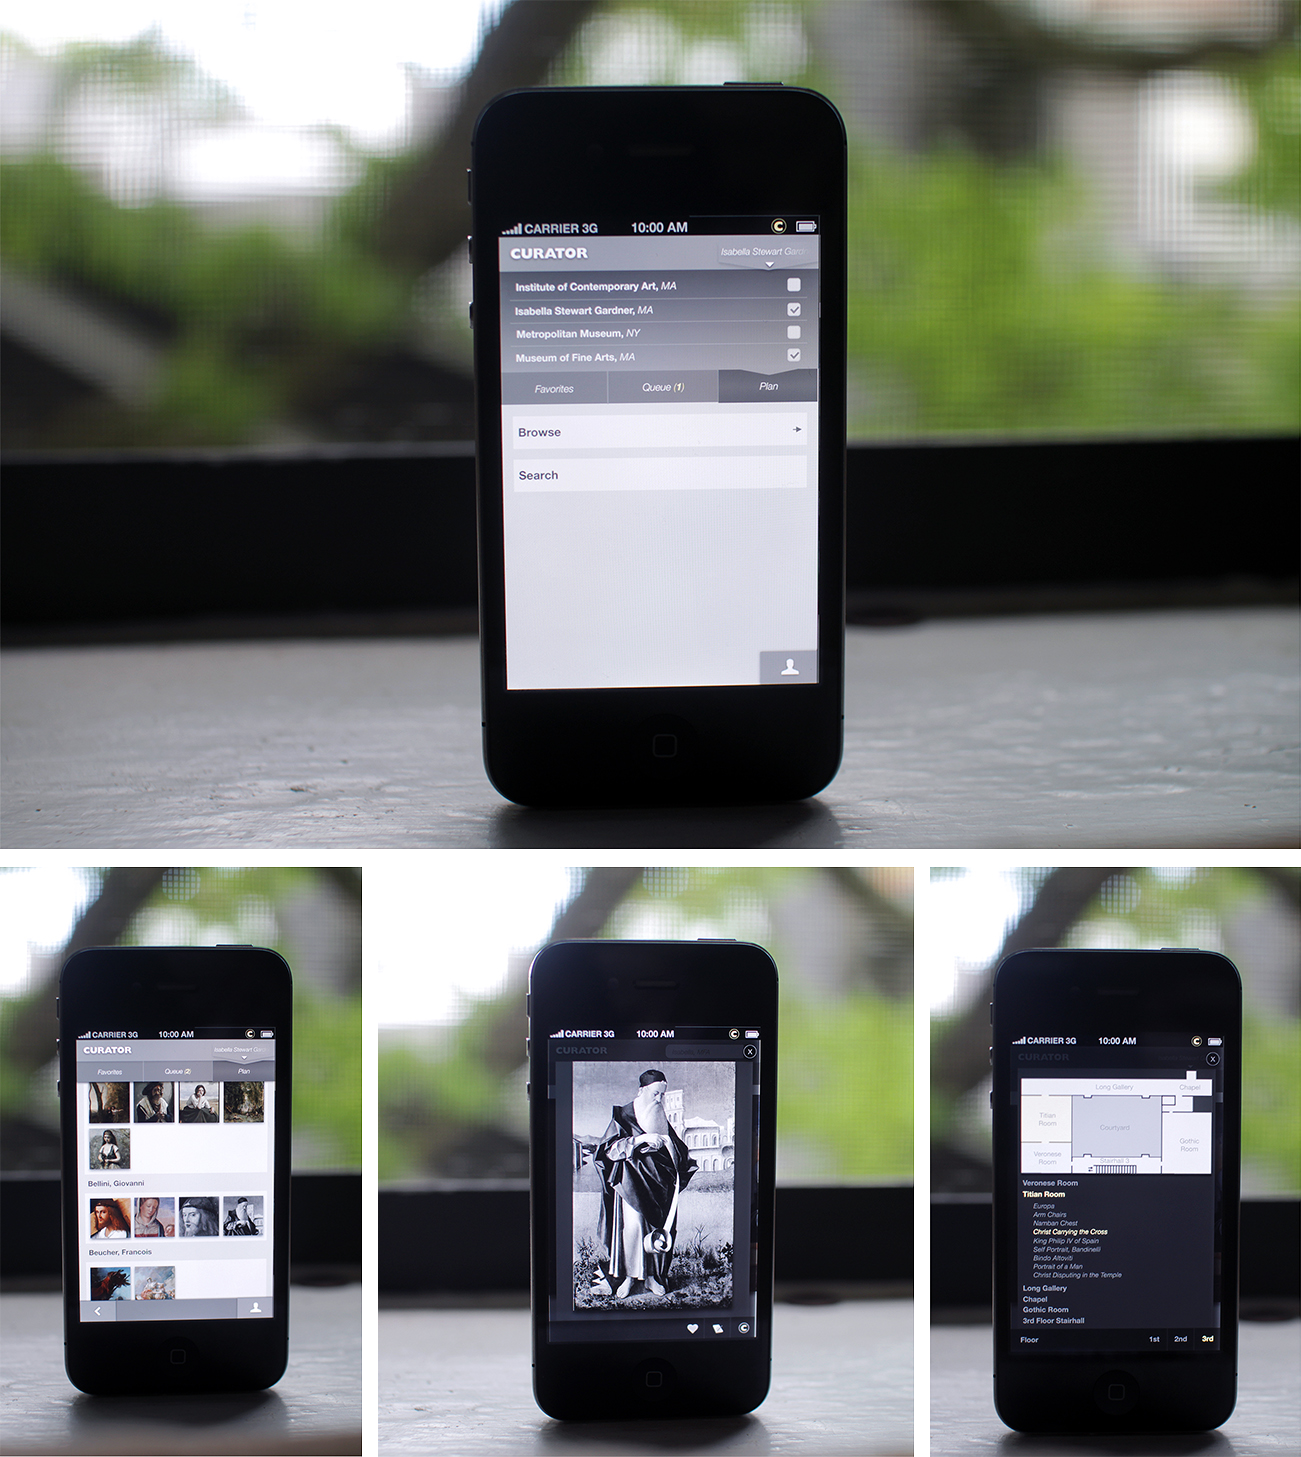 CARRIER 3G 10:00 AM C
CURATOR Isabella Stewart Gard
Institute of Contemporary Art, MA
Isabella Stewart Gardner, MA
Metropolitan Museum, NY
Museum of Fine Arts, MA
Favorites Queue (1) Plan
Browse
Search
CARRIER 3G 10:00 AM C
CURATOR Isabella Stewart Ga
Favorites Queue (2) Plan
Bellini, Giovanni
Beucher, Francois
CARRIER 3G 10:00 AM C
CURATOR
X
C
CARRIER 3G 10:00 AM C
CURATOR
X
Long Gallery Chapel
Titian Room
Courtyard
Gothic Room
Veronese Room
Stairhall 3
Veronese Room
Titian Room
Europa
Arm Chairs
Namban Chest
Christ Carrying the Cross
King Philip IV of Spain
Self Portrait, Bandinelli
Bindo Altoviti
Portrait of a Man
Christ Disputing in the Temple
Long Gallery
Chapel
Gothic Room
3rd Floor Stairhall
Floor 1st 2nd 3rd